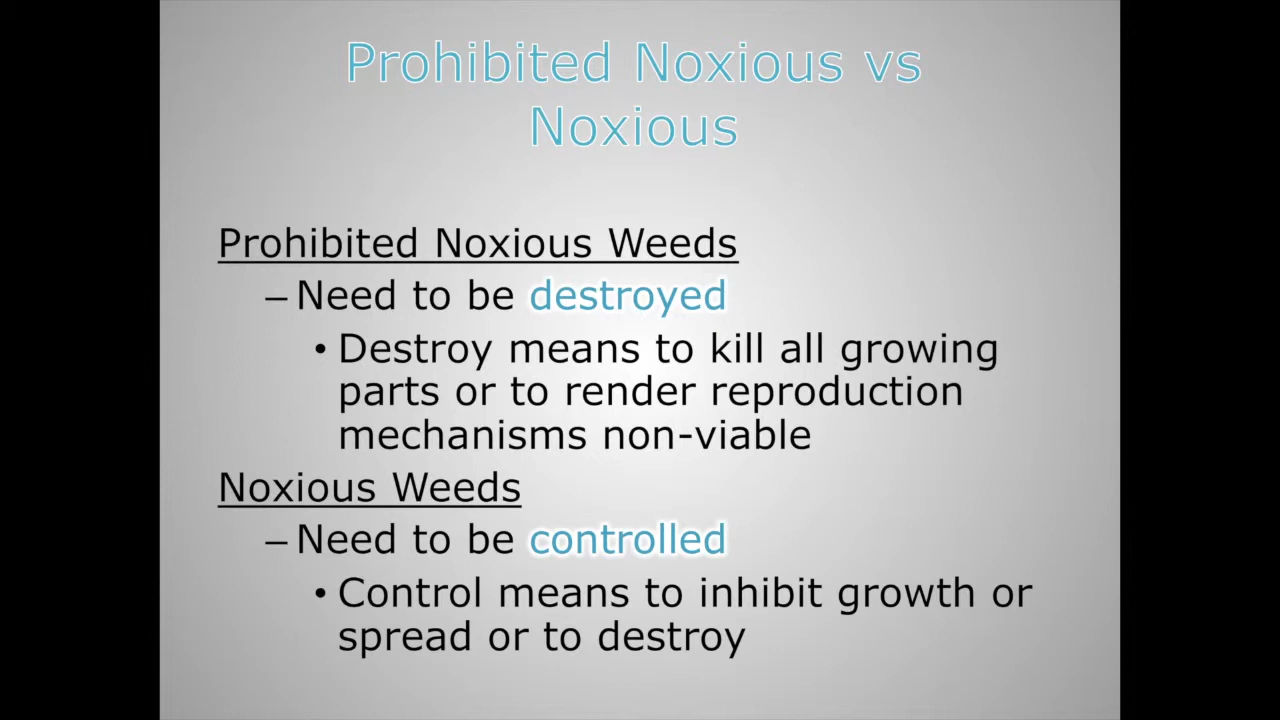 Prohibited Noxious vs
Noxious
Prohibited Noxious Weeds
– Need to be destroyed
• Destroy means to kill all growing
parts or to render reproduction
mechanisms non-viable
Noxious Weeds
– Need to be controlled
• Control means to inhibit growth or
spread or to destroy